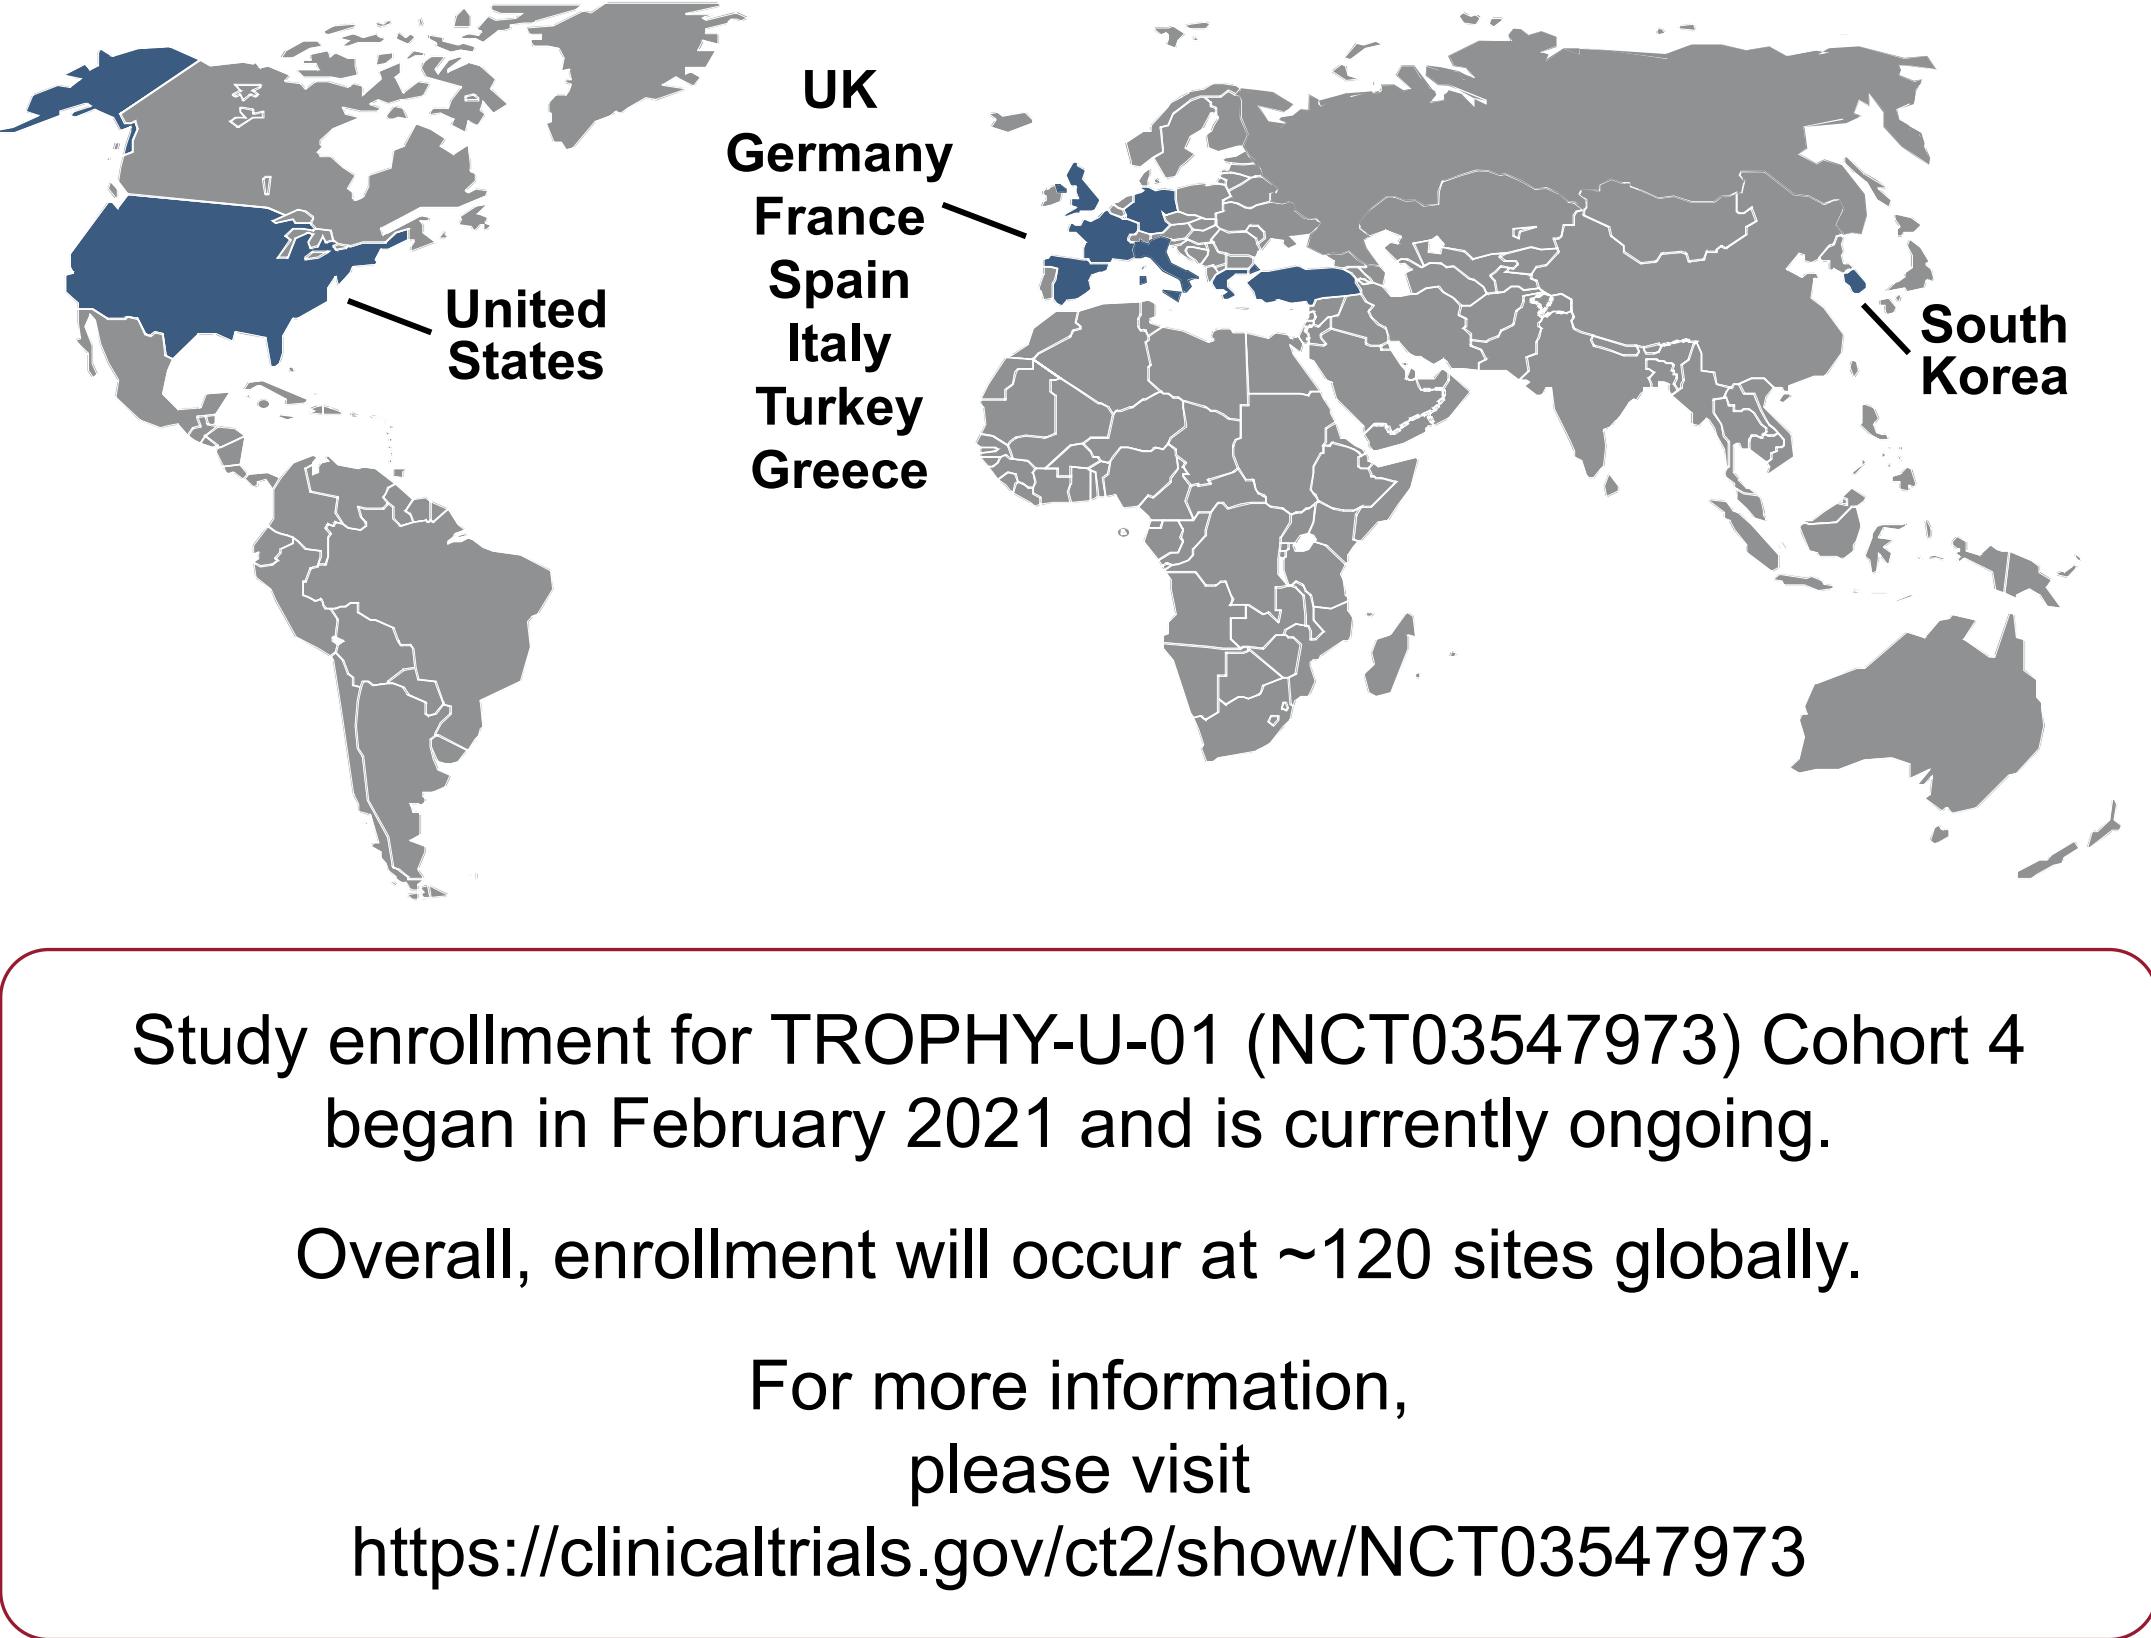 UK
Germany
France
Spain
Italy
Turkey
Greece
United
States
South
Korea
Study enrollment for TROPHY-U-01 (NCT03547973) Cohort 4
began in February 2021 and is currently ongoing.
Overall, enrollment will occur at ~120 sites globally.
For more information,
please visit
https://clinicaltrials.gov/ct2/show/NCT03547973